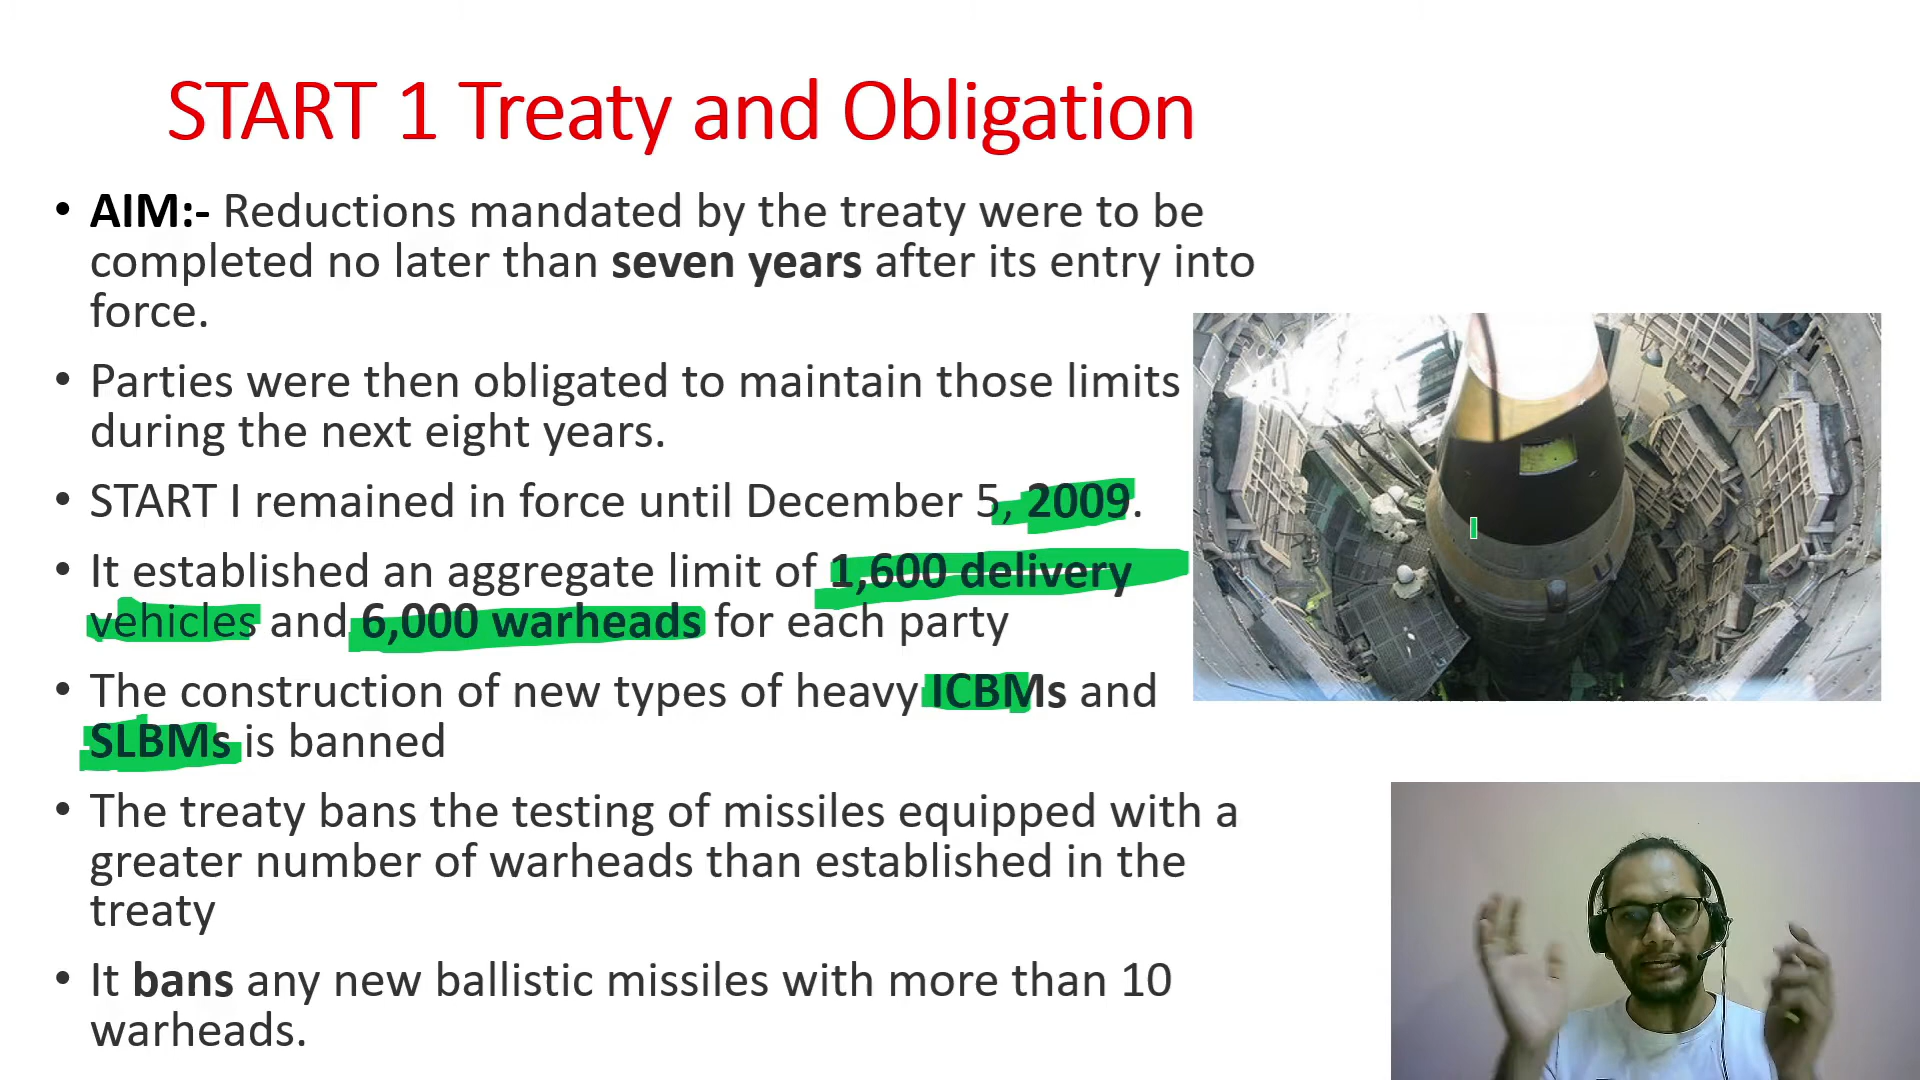 START 1 Treaty and Obligation
• AIM:- Reductions mandated by the treaty were to be
completed no later than seven years after its entry into
force.
• Parties were then obligated to maintain those limits
during the next eight years.
• START I remained in force until December 5, 2009.
• It established an aggregate limit of 1,600 delivery
vehicles and 6,000 warheads for each party
• The construction of new types of heavy ICBMs and
SLBMs is banned
• The treaty bans the testing of missiles equipped with a
greater number of warheads than established in the
treaty
• It bans any new ballistic missiles with more than 10
warheads.